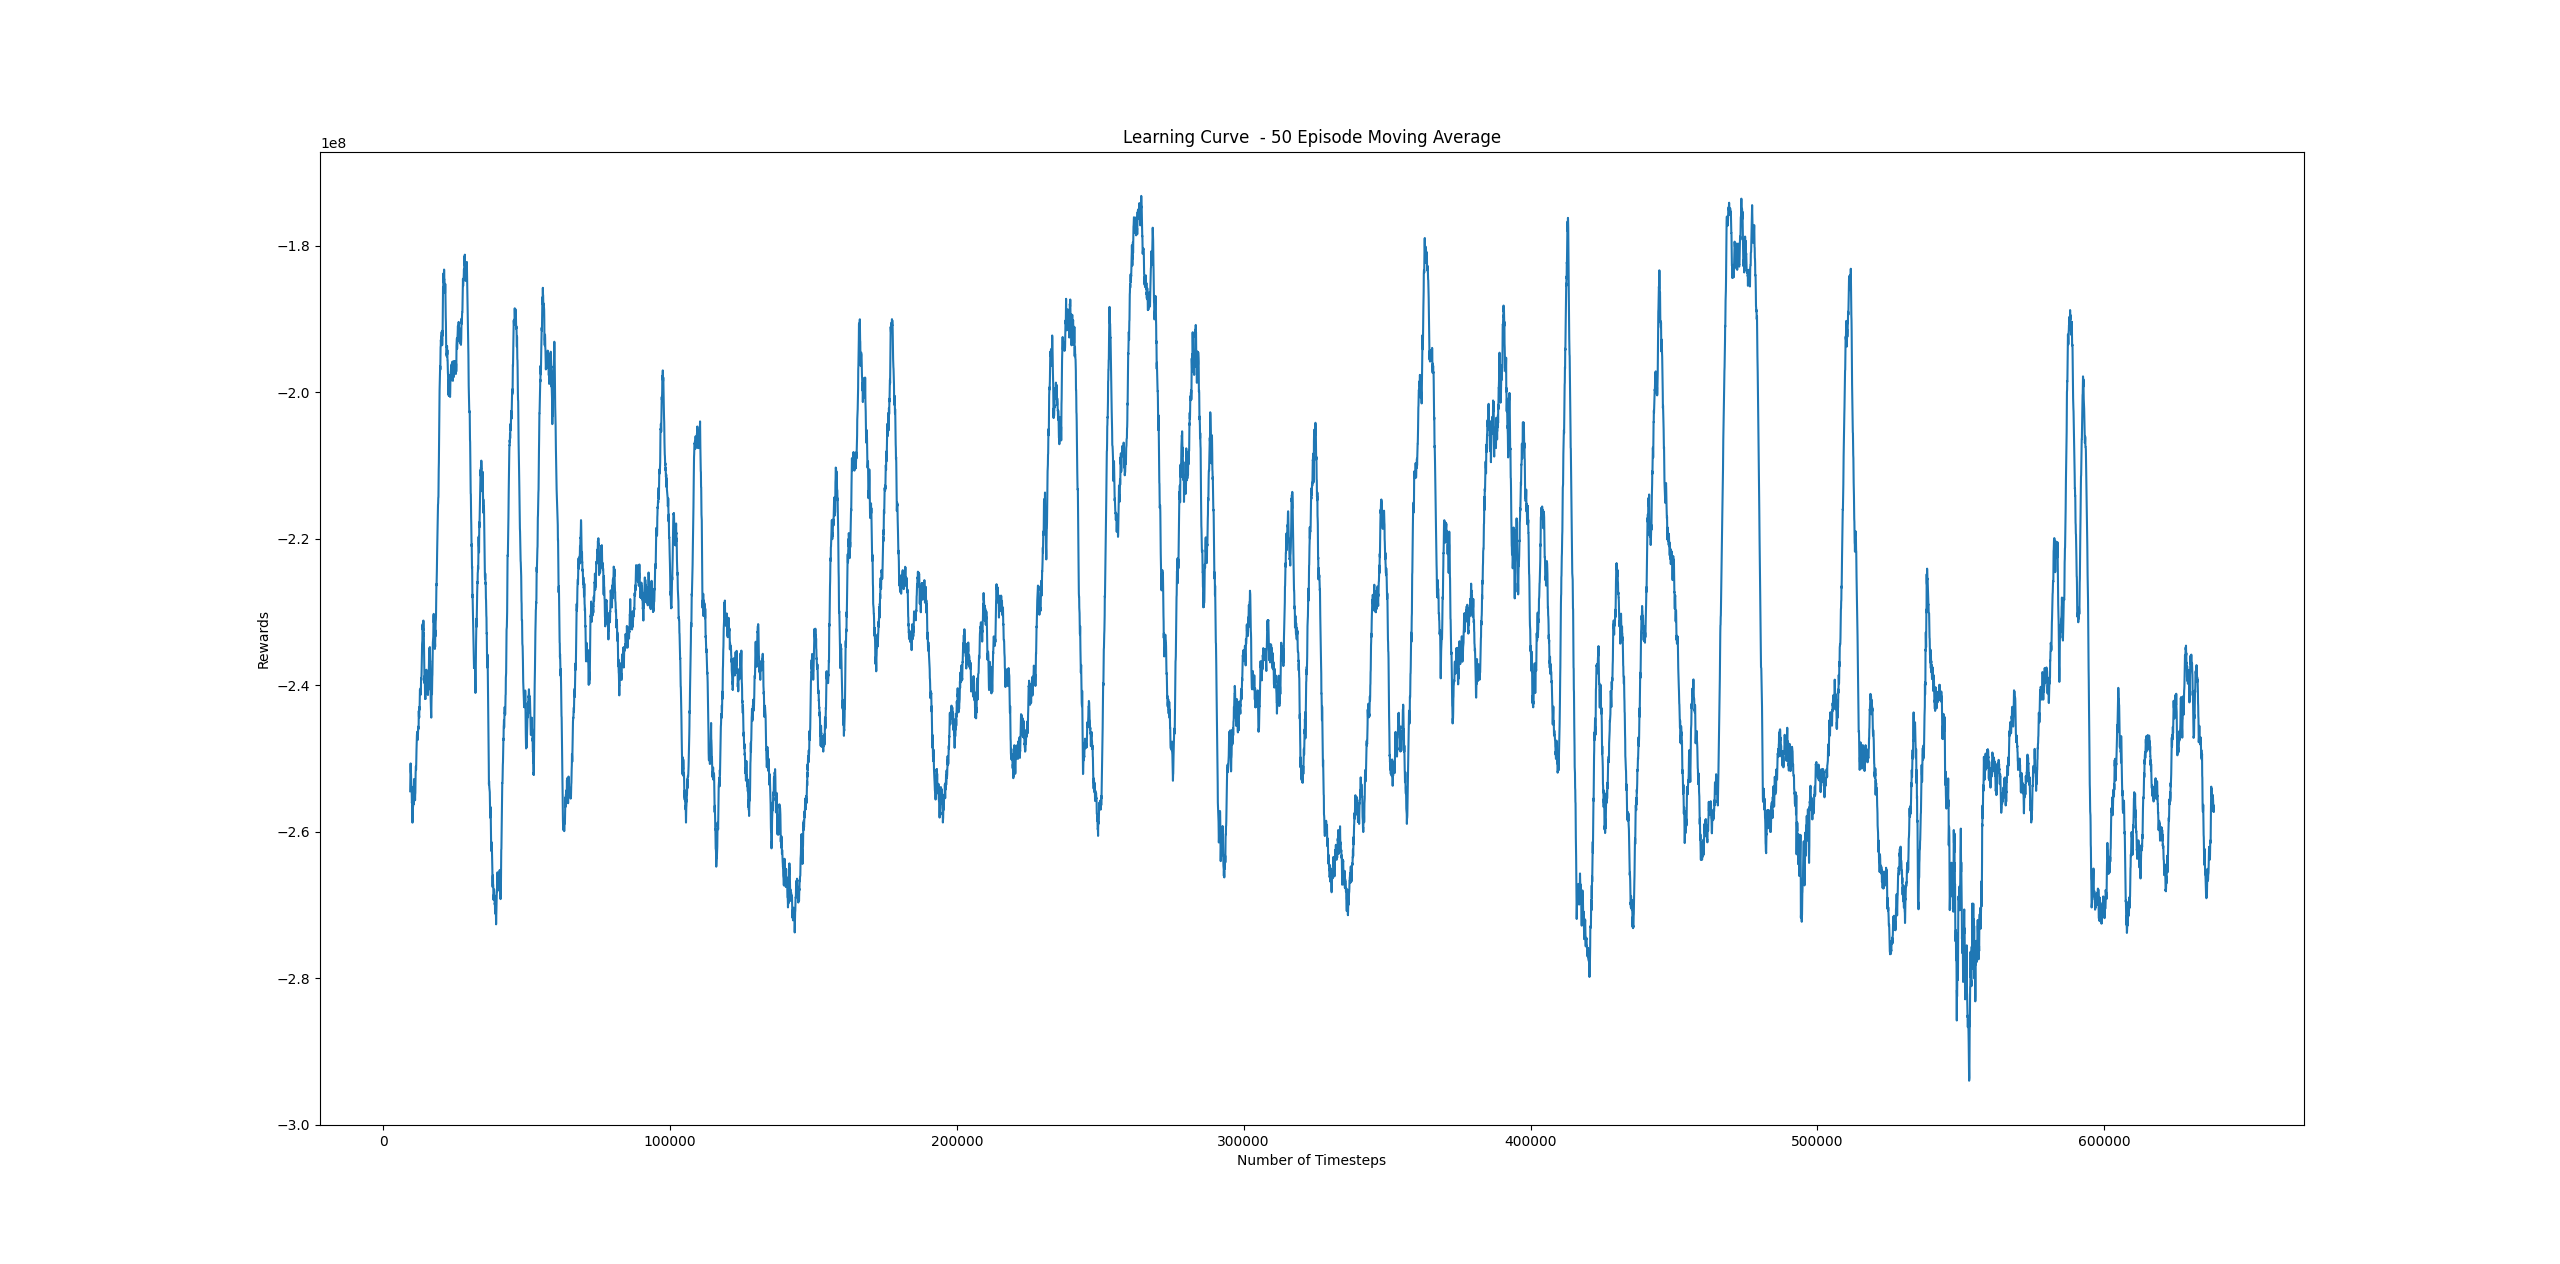 Learning Curve  - 50 Episode Moving Average
1e8
−1.8
−2.0
−2.2
−2.4
−2.6
−2.8
−3.0
Rewards
0 100000 200000 300000 400000 500000 600000
Number of Timesteps